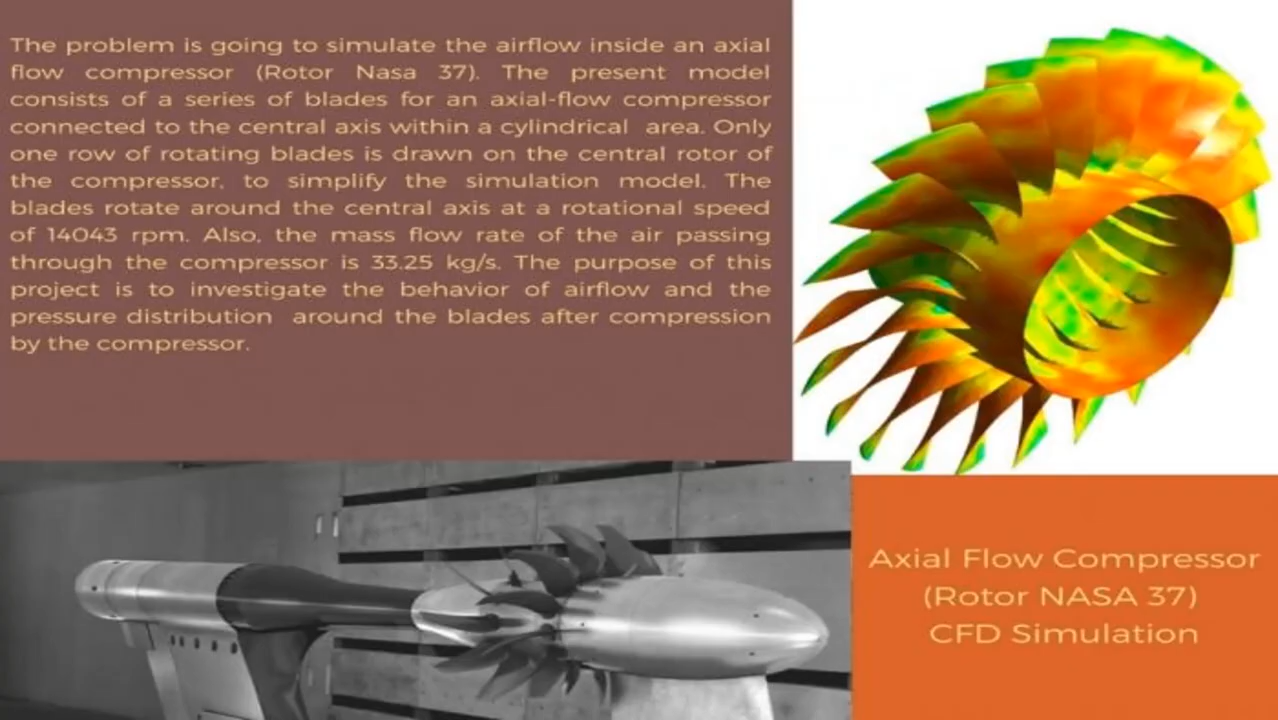 The problem is going to simulate the airflow inside an axial
flow compressor (Rotor Nasa 37). The present model
consists of a series of blades for an axial-flow compressor
connected to the central axis within a cylindrical area. Only
one row of rotating blades is drawn on the central rotor of
the compressor, to simplify the simulation model. The
blades rotate around the central axis at a rotational speed
of 14043 rpm. Also, the mass flow rate of the air passing
through the compressor is 33.25 kg/s. The purpose of this
project is to investigate the behavior of airflow and the
pressure distribution around the blades after compression
by the compressor.
Axial Flow Compressor
(Rotor NASA 37)
CFD Simulation